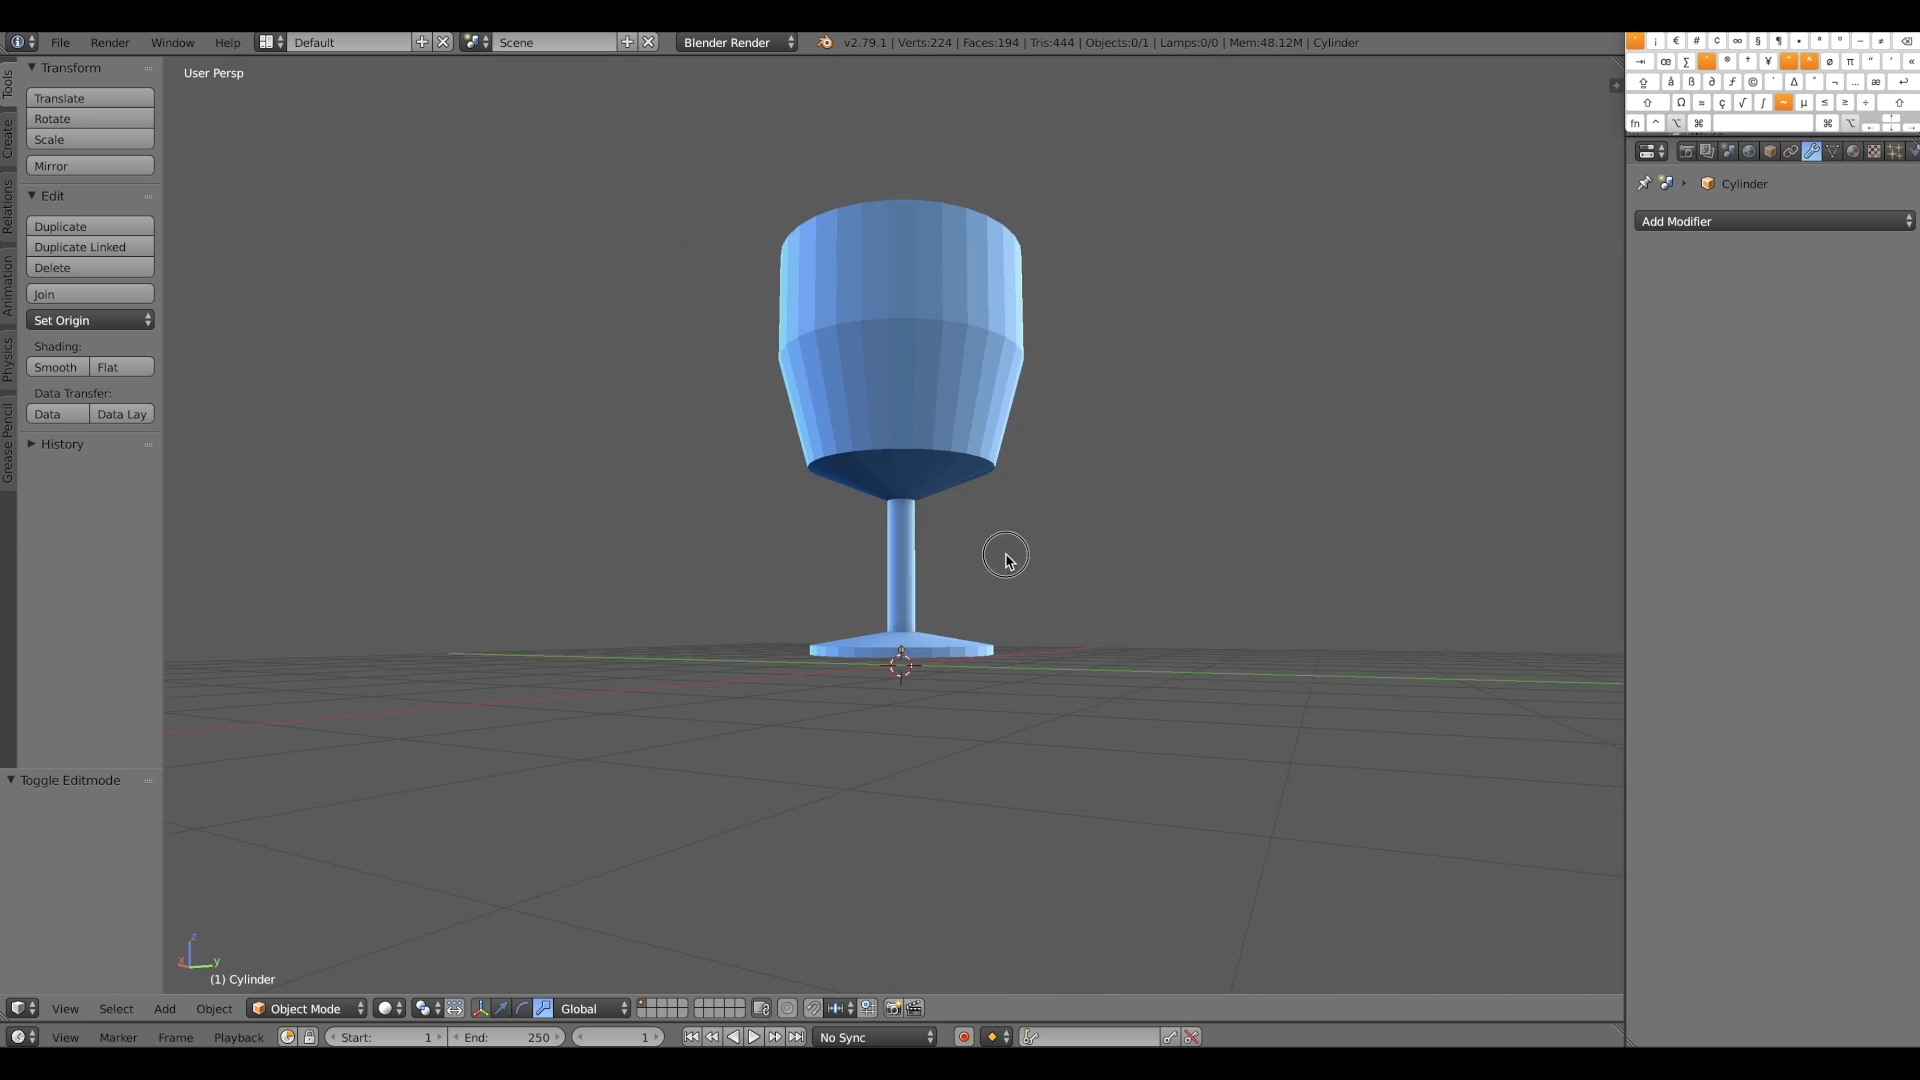 File Render Window Help Default Scene Blender Render v2.79.1 | Verts:224 | Faces:194 | Tris:444 | Objects:0/1 | Lamps:0/0 | Mem:48.12M | Cylinder
Transform
User Persp
Translate
Rotate
Scale
Mirror
Edit
Duplicate
Duplicate Linked
Delete
Join
Set Origin
Shading:
Smooth Flat
Data Transfer:
Data Data Lay
History
Toggle Editmode
Tools
Create
Relations
Animation
Physics
Grease Pencil
¡ € # ¢ ∞ § ¶ • ª º – ≠
œ ∑ ´ ® † ¥ ¨ ^ ø π “ ‘ «
å ß ∂ ƒ © ˙ ∆ ˚ ¬ … æ
Ω ≈ ç √ ∫ ~ µ ≤ ≥ ÷
fn
Cylinder
Add Modifier
z
x y
(1) Cylinder
View Select Add Object Object Mode Global
View Marker Frame Playback Start: 1 End: 250 1 No Sync